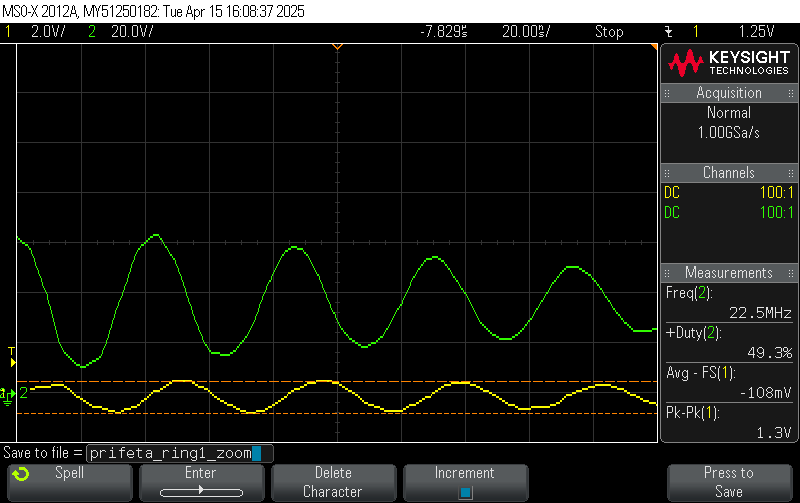 MSO-X 2012A, MY51250182: Tue Apr 15 16:08:37 2025
1 2.0V/ 2 20.0V/ -7.829µs 20.00ns/ Stop 1 1.25V
KEYSIGHT
TECHNOLOGIES
Acquisition
Normal
1.00GSa/s
Channels
DC 100:1
DC 100:1
Measurements
Freq(2):
22.5MHz
+Duty(2):
49.3%
Avg - FS(1):
-108mV
Pk-Pk(1):
1.3V
T
2
Save to file = prifeta_ring1_zoom
Spell
Enter
Delete
Character
Increment
Press to
Save